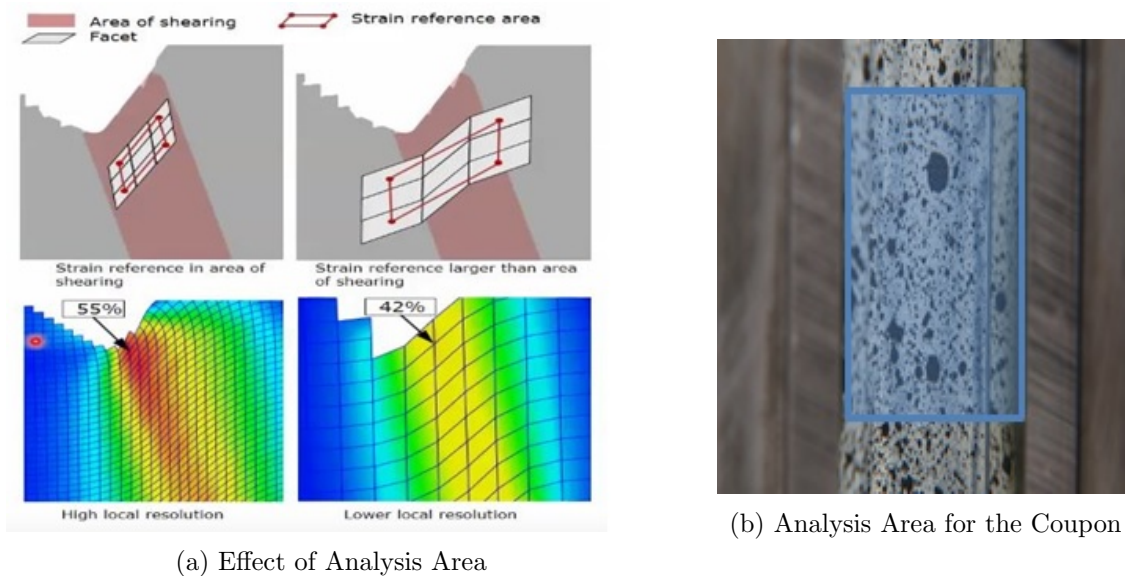 Area of shearing
Strain reference area
Facet
Strain reference in area of
shearing
Strain reference larger than area
of shearing
55%
42%
High local resolution
Lower local resolution
(a) Effect of Analysis Area
(b) Analysis Area for the Coupon